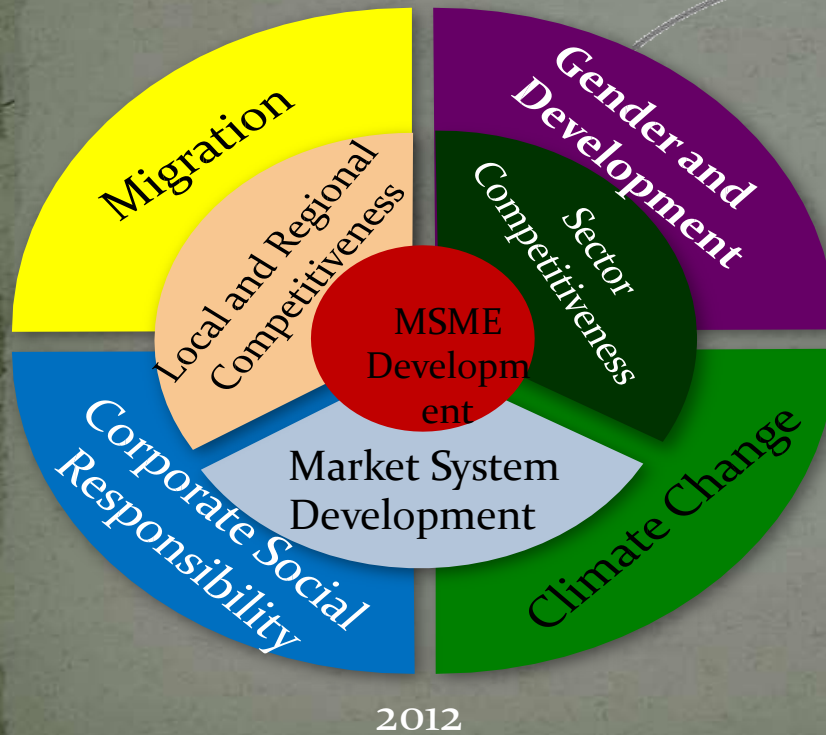 Migration
Gender and
Development
Local and Regional
Competitiveness
Sector
Competitiveness
MSME
Developm
ent
Market System
Development
Corporate Social
Responsibility
Climate Change
2012